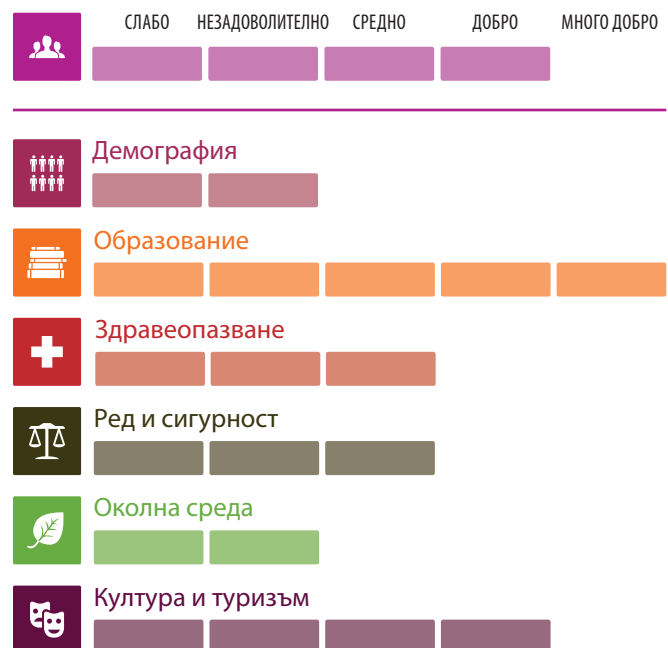 СЛАБО НЕЗАДОВОЛИТЕЛНО СРЕДНО ДОБРО МНОГО ДОБРО
Демография
Образование
Здравеопазване
Ред и сигурност
Околна среда
Култура и туризъм